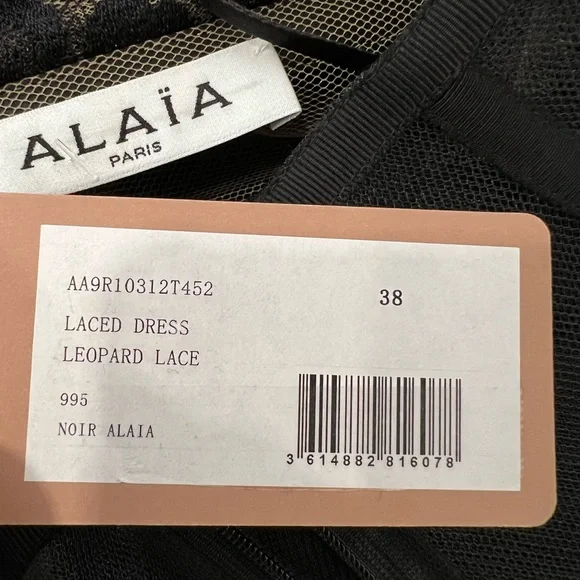 ALAÏA
PARIS
AA9R10312T452
38
LACED DRESS
LEOPARD LACE
995
NOIR ALAIA
3 614882 816078